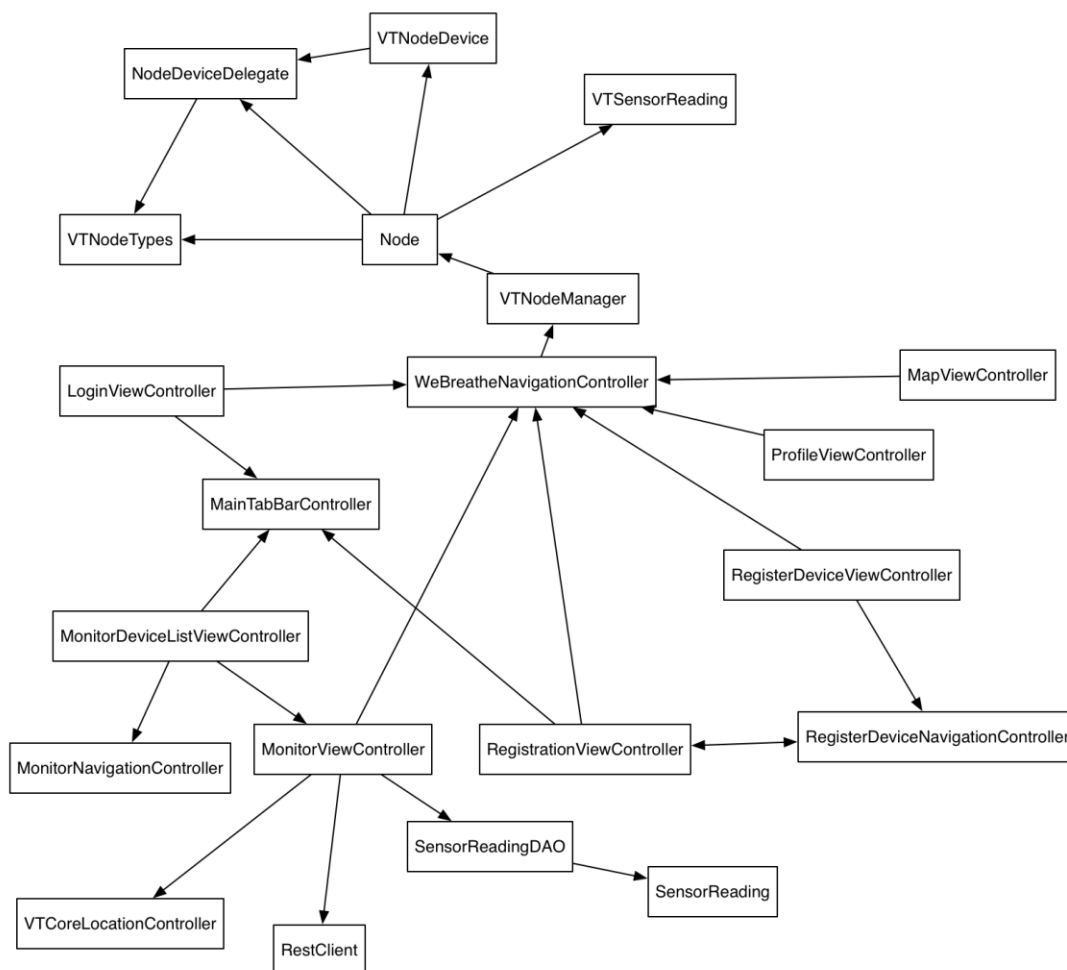 VTNodeDevice
NodeDeviceDelegate
VTSensorReading
VTNodeTypes
Node
VTNodeManager
WeBreatheNavigationController
MapViewController
LoginViewController
ProfileViewController
MainTabBarController
RegisterDeviceViewController
MonitorDeviceListViewController
RegisterDeviceNavigationController
MonitorViewController
RegistrationViewController
MonitorNavigationController
SensorReadingDAO
SensorReading
VTCoreLocationController
RestClient